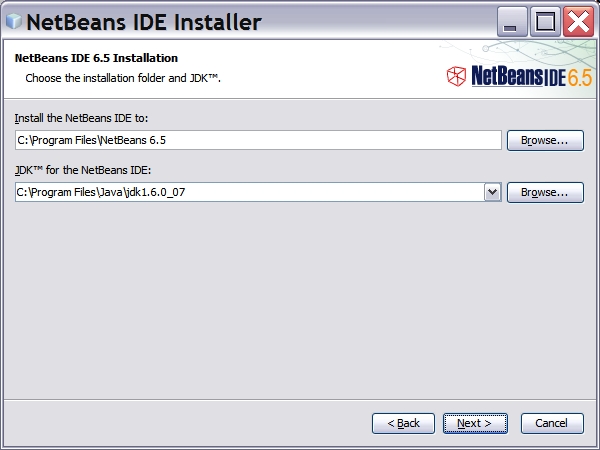 NetBeans IDE Installer
NetBeans IDE 6.5 Installation
Choose the installation folder and JDK™.
NetBeans IDE 6.5
Install the NetBeans IDE to:
C:\Program Files\NetBeans 6.5
Browse...
JDK™ for the NetBeans IDE:
C:\Program Files\Java\jdk1.6.0_07
Browse...
< Back
Next >
Cancel